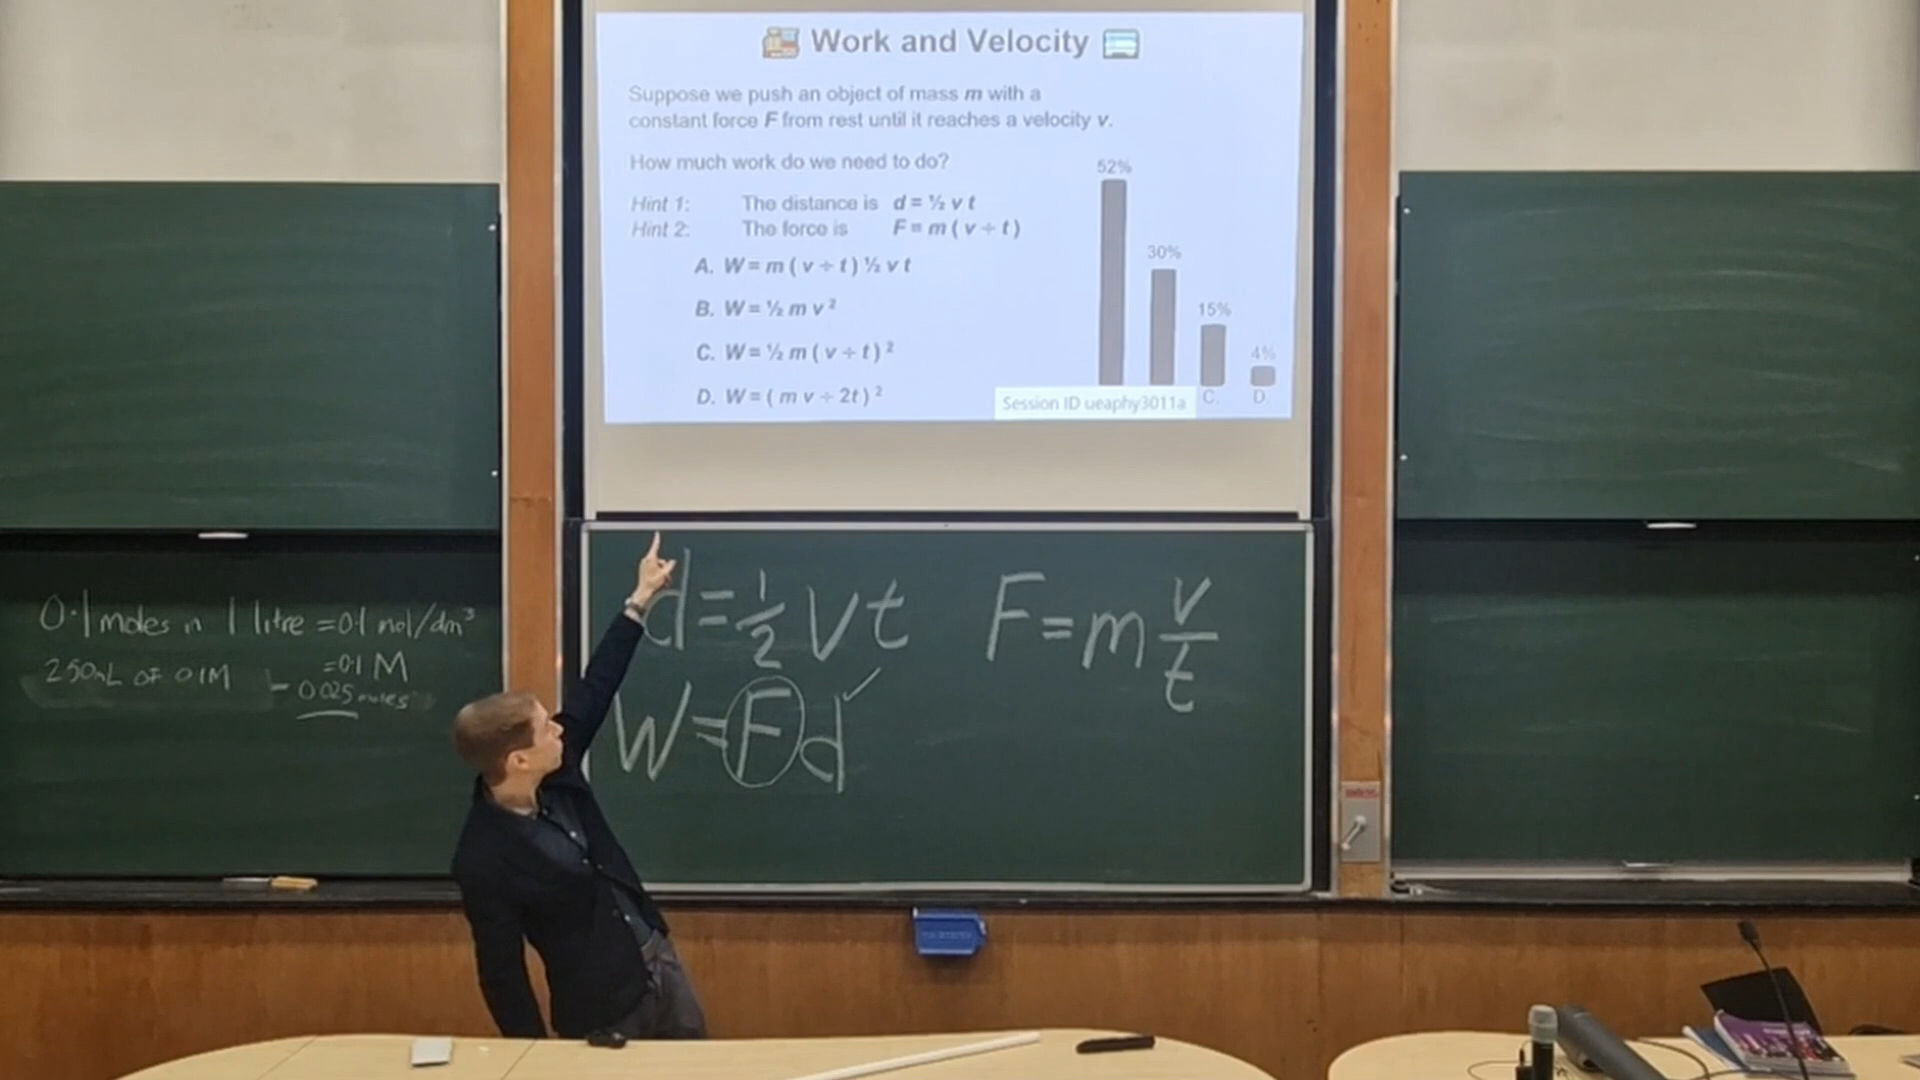 Work and Velocity
Suppose we push an object of mass m with a
constant force F from rest until it reaches a velocity v.
How much work do we need to do?
Hint 1: The distance is d = ½ v t
Hint 2: The force is F = m ( v ÷ t )
A. W = m ( v ÷ t ) ½ v t
B. W = ½ m v ²
C. W = ½ m ( v ÷ t ) ²
D. W = ( m v ÷ 2t ) ²
52%
30%
15%
4%
C. D.
Session ID ueaphy3011a
0.1 moles in 1 litre = 0.1 mol/dm³
= 0.1 M
250mL OF 0.1M = 0.025 moles
d = ½ v t F = m v/t
W = F d ✓